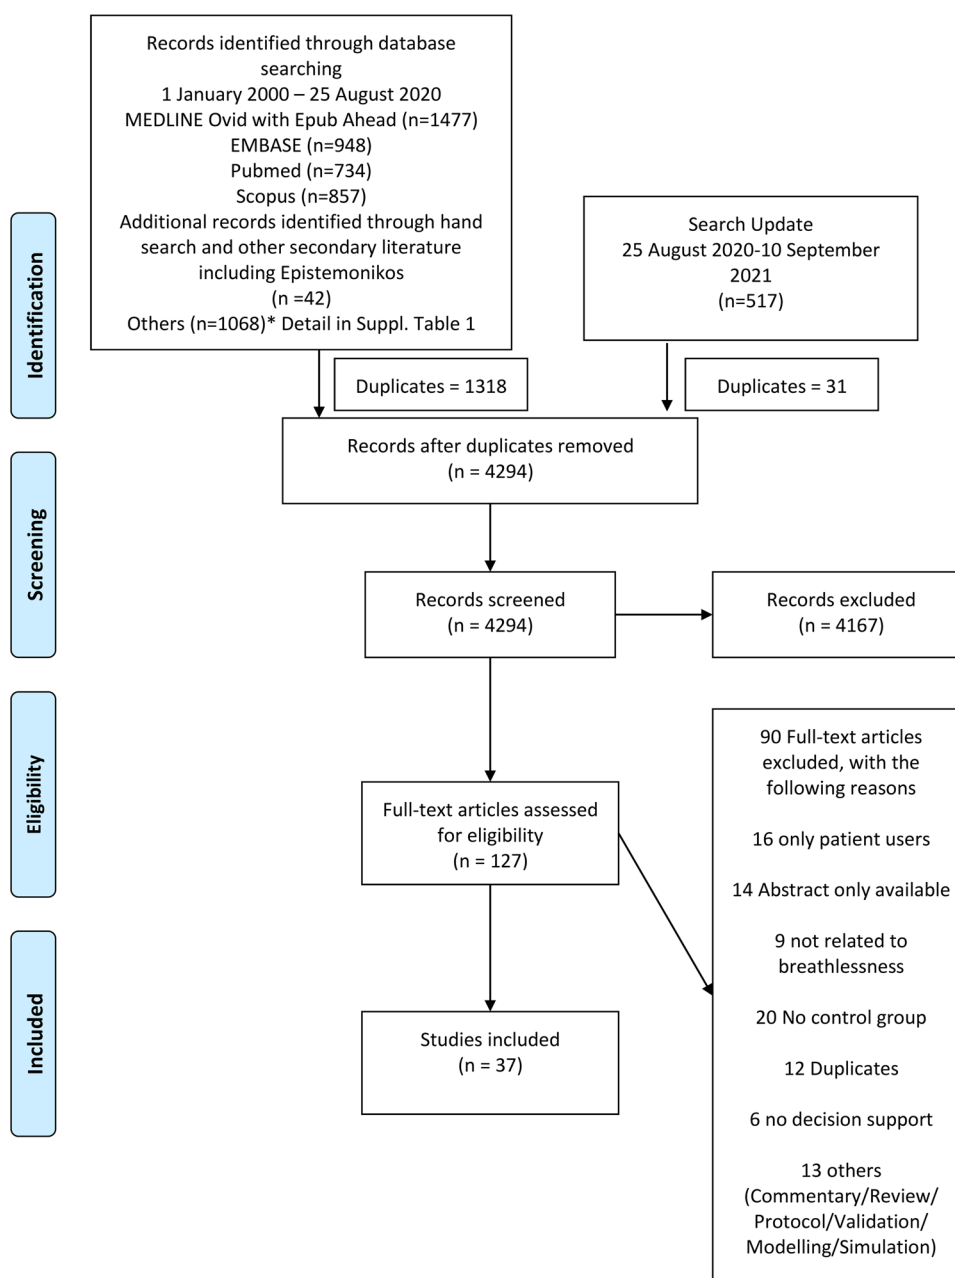 Records identified through database
searching
1 January 2000 – 25 August 2020
MEDLINE Ovid with Epub Ahead (n=1477)
EMBASE (n=948)
Pubmed (n=734)
Scopus (n=857)
Additional records identified through hand
search and other secondary literature
including Epistemonikos
(n =42)
Others (n=1068)* Detail in Suppl. Table 1
Search Update
25 August 2020-10 September
2021
(n=517)
Identification
Duplicates = 1318
Duplicates = 31
Records after duplicates removed
(n = 4294)
Screening
Records screened
(n = 4294)
Records excluded
(n = 4167)
Eligibility
Full-text articles assessed
for eligibility
(n = 127)
90 Full-text articles
excluded, with the
following reasons
16 only patient users
14 Abstract only available
9 not related to
breathlessness
20 No control group
12 Duplicates
6 no decision support
13 others
(Commentary/Review/
Protocol/Validation/
Modelling/Simulation)
Included
Studies included
(n = 37)